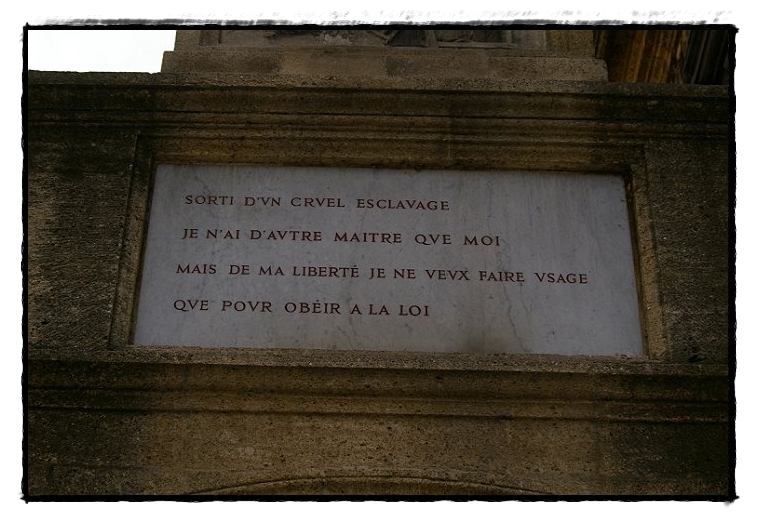 SORTI D'VN CRVEL ESCLAVAGE
JE N'AI D'AVTRE MAITRE QVE MOI
MAIS DE MA LIBERTÉ JE NE VEVX FAIRE VSAGE
QVE POVR OBÉIR A LA LOI